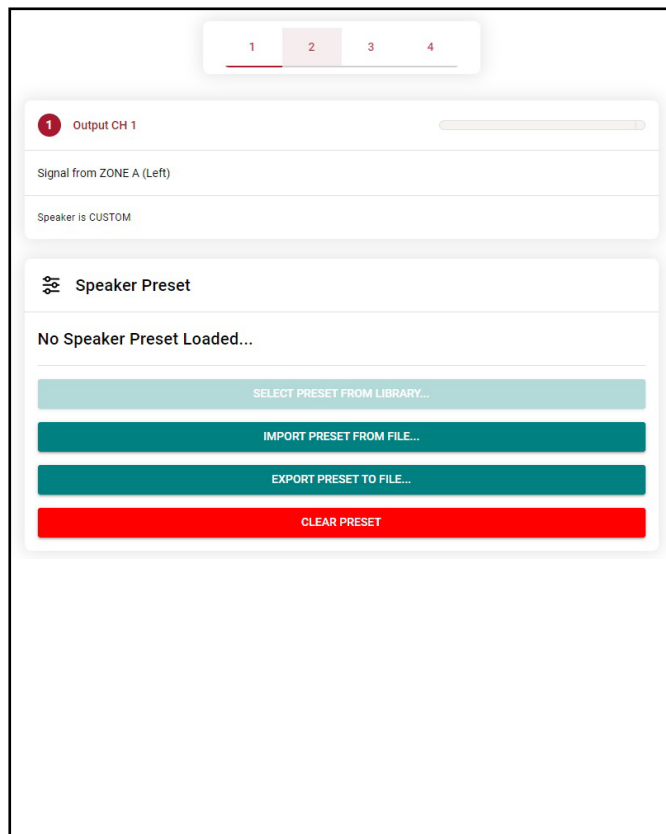 1 2 3 4
1 Output CH 1
Signal from ZONE A (Left)
Speaker is CUSTOM
Speaker Preset
No Speaker Preset Loaded...
SELECT PRESET FROM LIBRARY...
IMPORT PRESET FROM FILE...
EXPORT PRESET TO FILE...
CLEAR PRESET